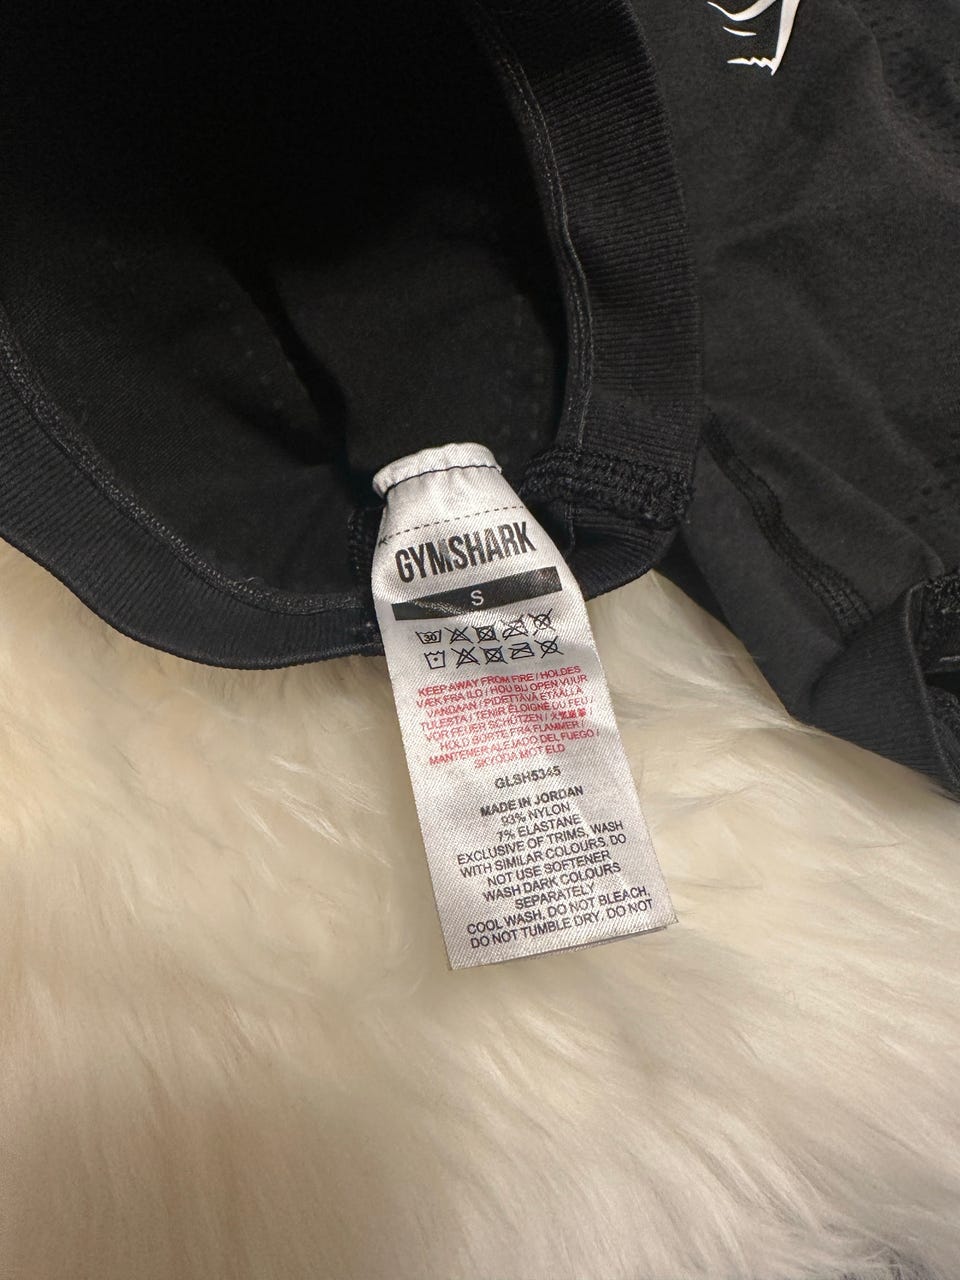 GYMSHARK
S
30
KEEP AWAY FROM FIRE / HOLDES
VÆK FRA ILD / HOU BIJ OPEN VUUR
VANDAAN / PIDETTÄVÄ ETÄÄLLÄ
TULESTA / TENIR ÉLOIGNÉ DU FEU /
VOR FEUER SCHÜTZEN /
HOLD BORTE FRA FLAMMER /
MANTENER ALEJADO DEL FUEGO /
SKYDDA MOT ELD
GLSH5345
MADE IN JORDAN
93% NYLON
7% ELASTANE
EXCLUSIVE OF TRIMS, WASH
WITH SIMILAR COLOURS, DO
NOT USE SOFTENER
WASH DARK COLOURS
SEPARATELY
COOL WASH, DO NOT BLEACH,
DO NOT TUMBLE DRY, DO NOT